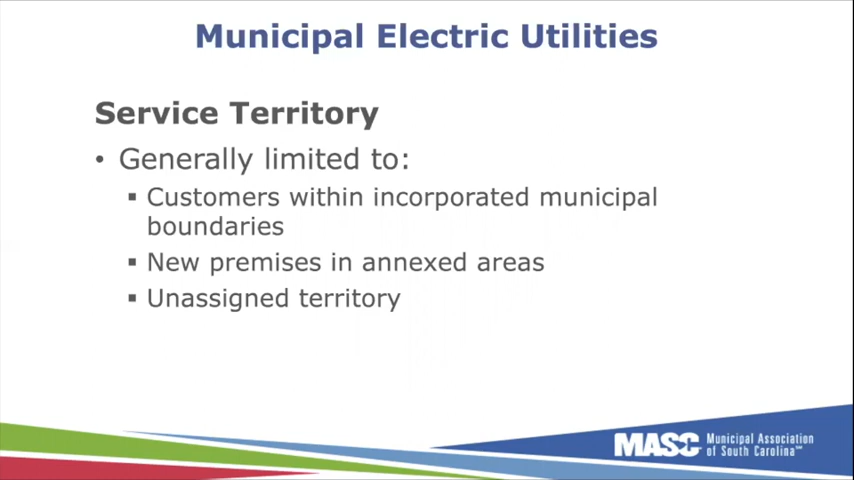 Municipal Electric Utilities
Service Territory
• Generally limited to:
▪ Customers within incorporated municipal
boundaries
▪ New premises in annexed areas
▪ Unassigned territory
MASC Municipal Association
of South Carolina℠